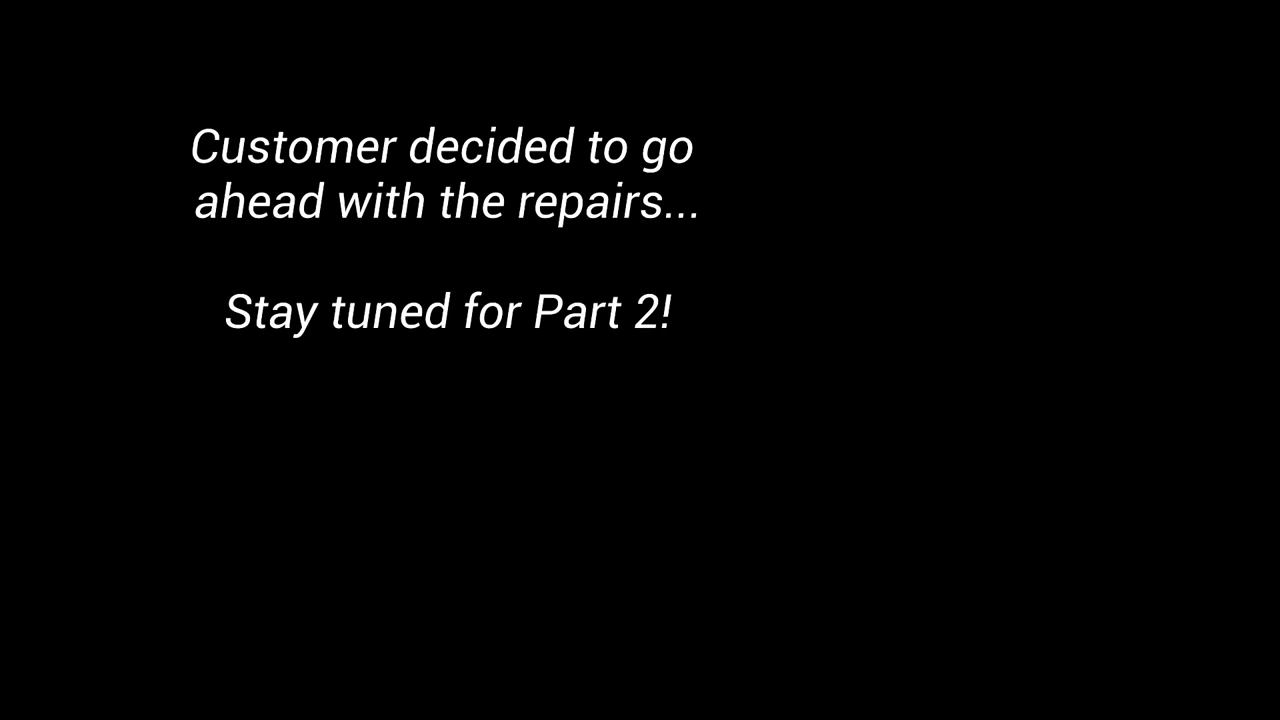 Customer decided to go
ahead with the repairs...
Stay tuned for Part 2!